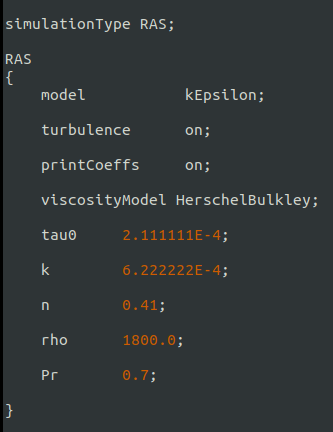 simulationType RAS;
RAS
{
model kEpsilon;
turbulence on;
printCoeffs on;
viscosityModel HerschelBulkley;
tau0 2.111111E-4;
k 6.222222E-4;
n 0.41;
rho 1800.0;
Pr 0.7;
}